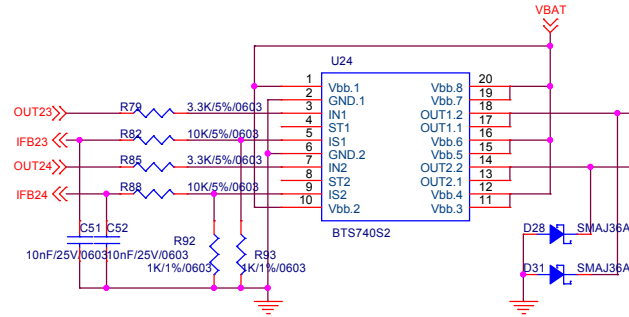 VBAT
U24
1 Vbb.1 Vbb.8 20
2 GND.1 Vbb.7 19
OUT23 R79 3.3K/5%/0603 3 IN1 OUT1.2 18
4 ST1 OUT1.1 17
IFB23 R82 10K/5%/0603 5 IS1 Vbb.6 16
6 GND.2 Vbb.5 15
OUT24 R85 3.3K/5%/0603 7 IN2 OUT2.2 14
8 ST2 OUT2.1 13
IFB24 R88 10K/5%/0603 9 IS2 Vbb.4 12
10 Vbb.2 Vbb.3 11
BTS740S2
C51 C52
10nF/25V/0603 10nF/25V/0603
R92 R93
1K/1%/0603 1K/1%/0603
D28 SMAJ36A
D31 SMAJ36A